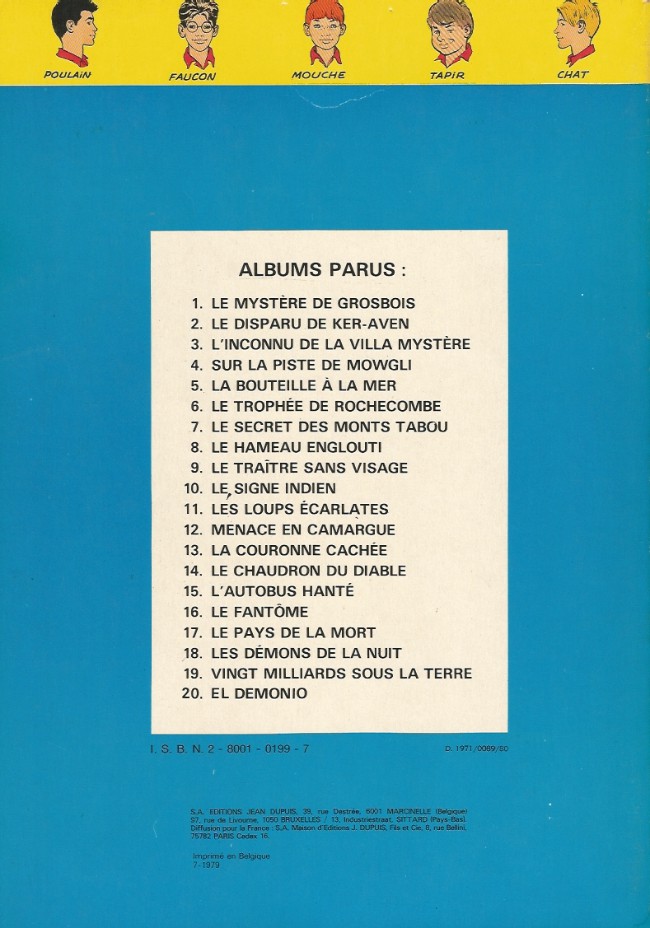 POULAIN
FAUCON
MOUCHE
TAPIR
CHAT
ALBUMS PARUS :
1. LE MYSTÈRE DE GROSBOIS
2. LE DISPARU DE KER-AVEN
3. L'INCONNU DE LA VILLA MYSTÈRE
4. SUR LA PISTE DE MOWGLI
5. LA BOUTEILLE À LA MER
6. LE TROPHÉE DE ROCHECOMBE
7. LE SECRET DES MONTS TABOU
8. LE HAMEAU ENGLOUTI
9. LE TRAÎTRE SANS VISAGE
10. LE SIGNE INDIEN
11. LES LOUPS ÉCARLATES
12. MENACE EN CAMARGUE
13. LA COURONNE CACHÉE
14. LE CHAUDRON DU DIABLE
15. L'AUTOBUS HANTÉ
16. LE FANTÔME
17. LE PAYS DE LA MORT
18. LES DÉMONS DE LA NUIT
19. VINGT MILLIARDS SOUS LA TERRE
20. EL DEMONIO
I. S. B. N. 2 - 8001 - 0199 - 7
D. 1971/0089/60
S.A. EDITIONS JEAN DUPUIS, 39, rue Destrée, 6001 MARCINELLE (Belgique)
97, rue de Livourne, 1050 BRUXELLES / 13, Industriestraat, SITTARD (Pays-Bas)
Diffusion pour la France : S.A. Maison d'Editions J. DUPUIS, Fils et Cie, 6, rue Bellini,
75782 PARIS Cedex 16.
Imprimé en Belgique
7-1979